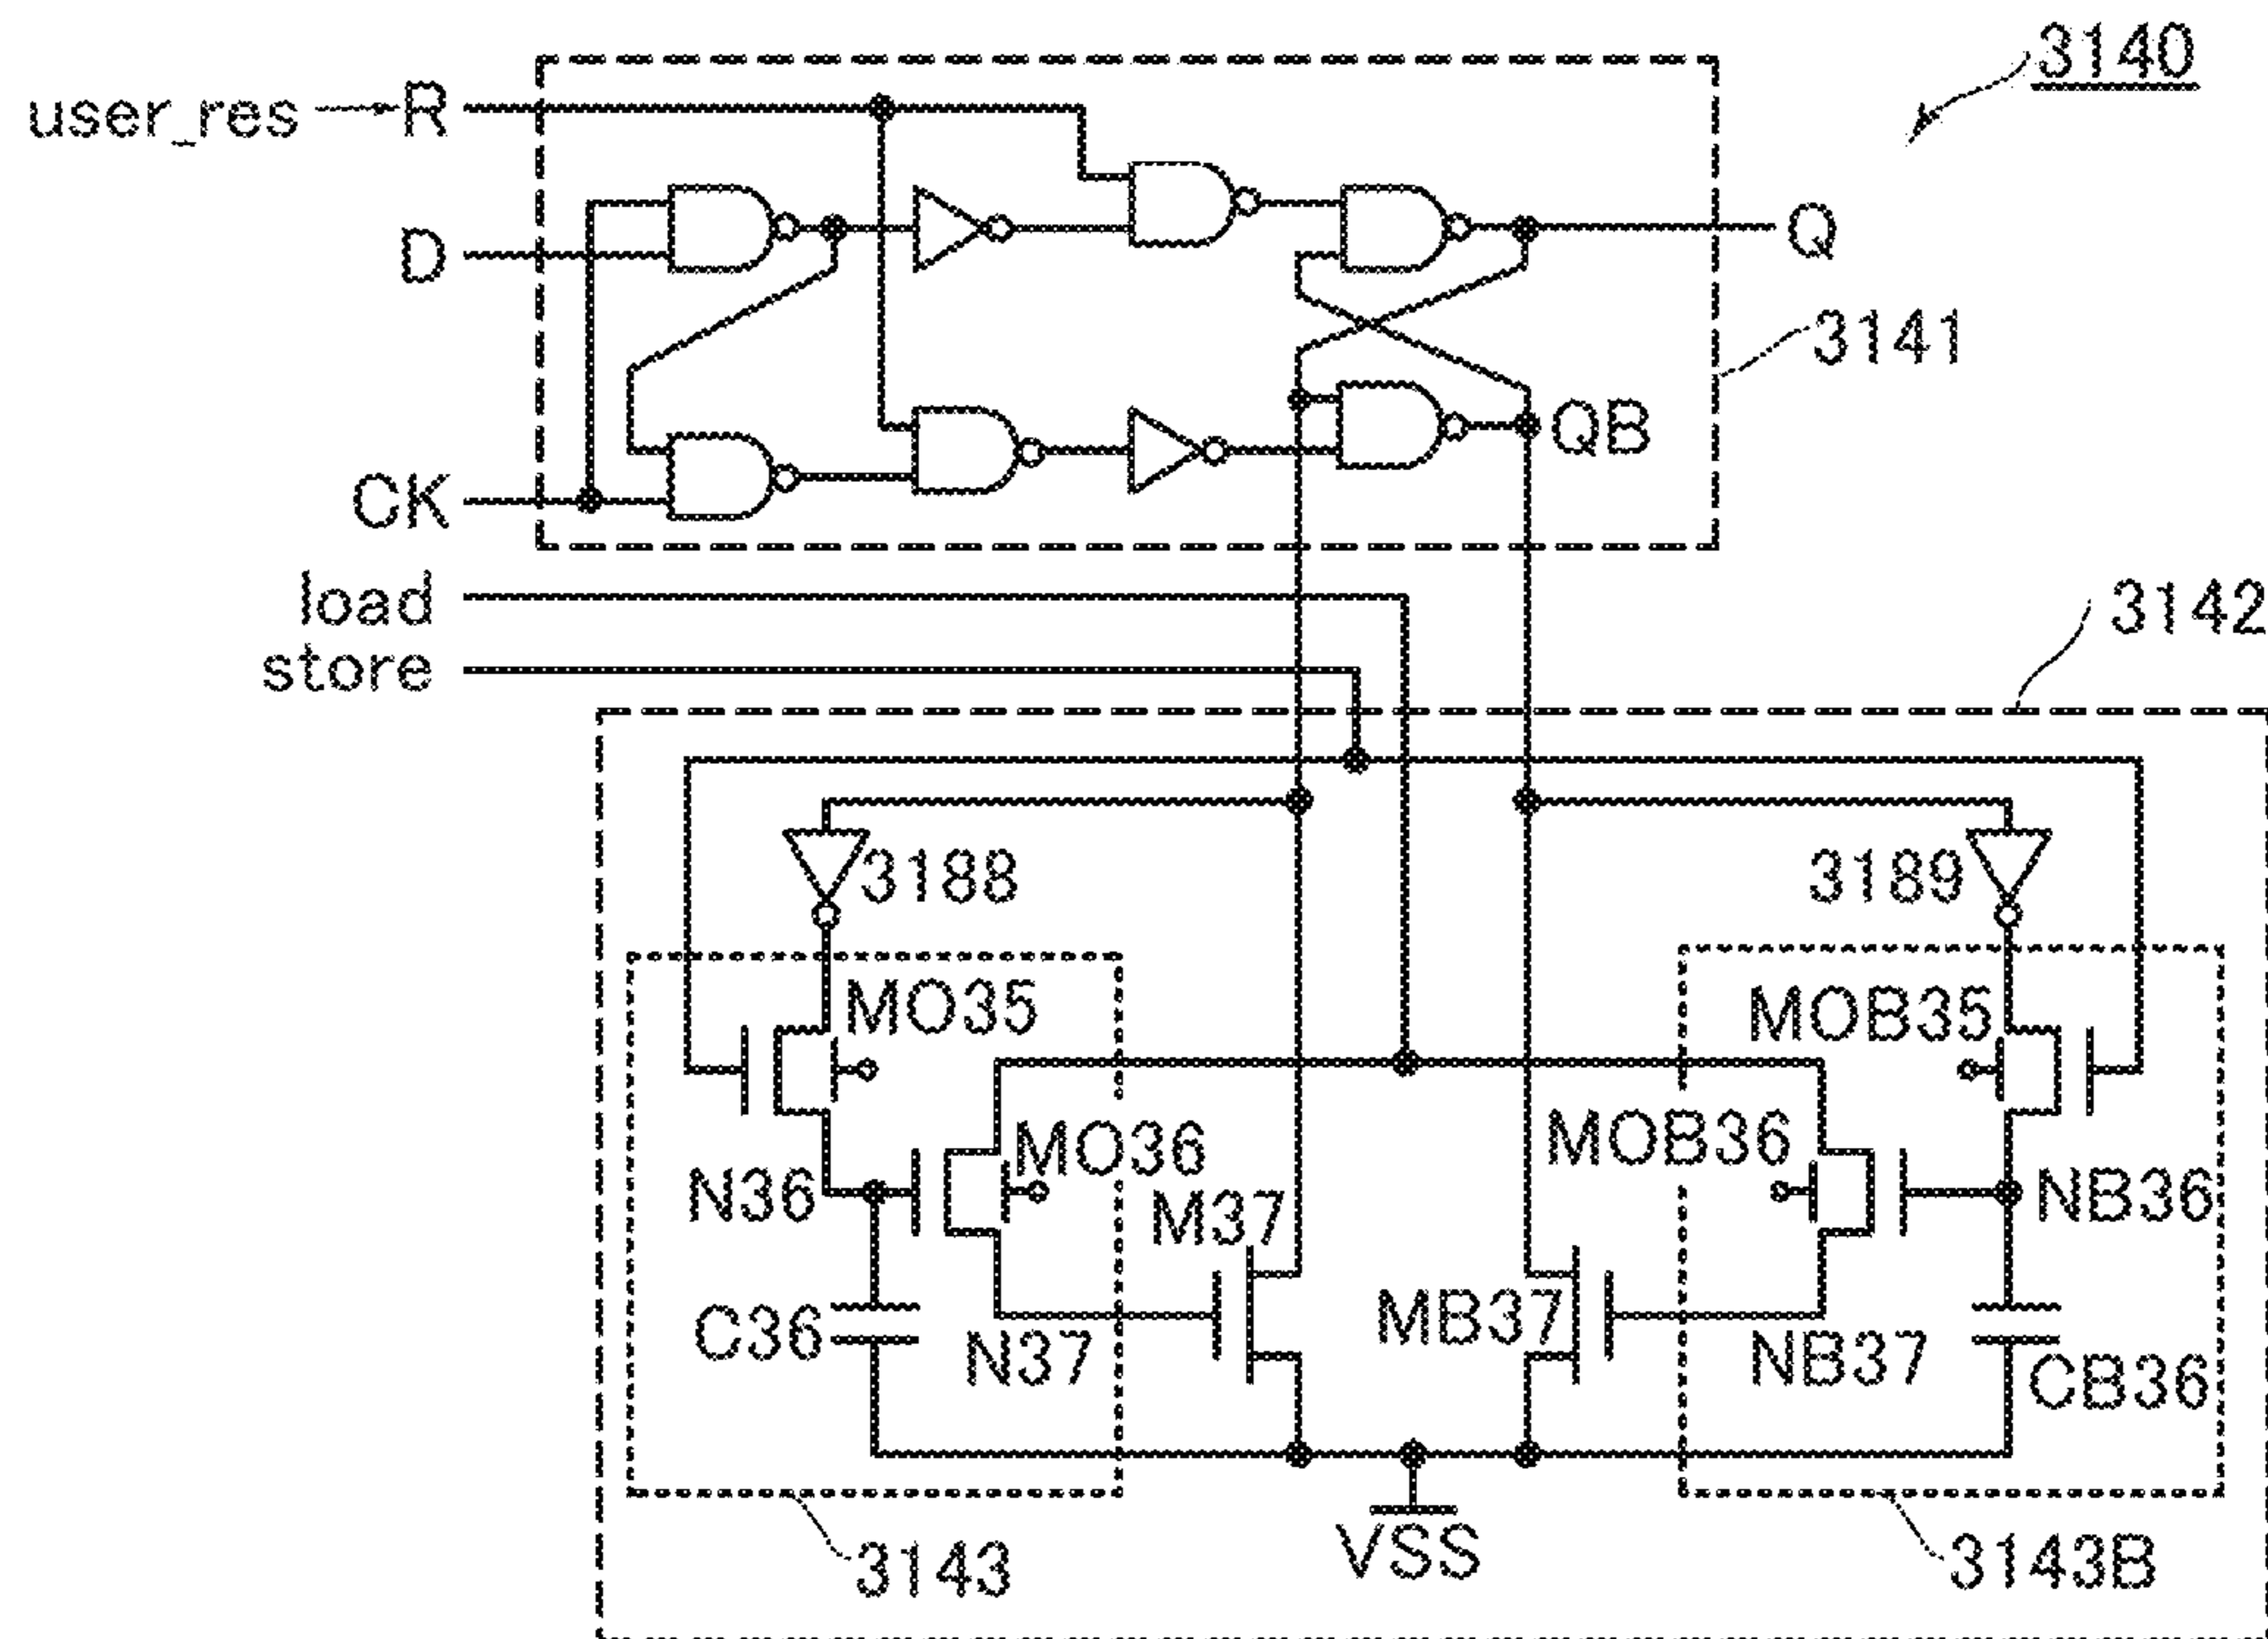 3140
user_res R
D
Q
3141
QB
CK
load
store
3142
3188
3189
MO35
MOB35
MO36
MOB36
N36
M37
NB36
C36
N37
MB37
NB37
CB36
VSS
3143
3143B